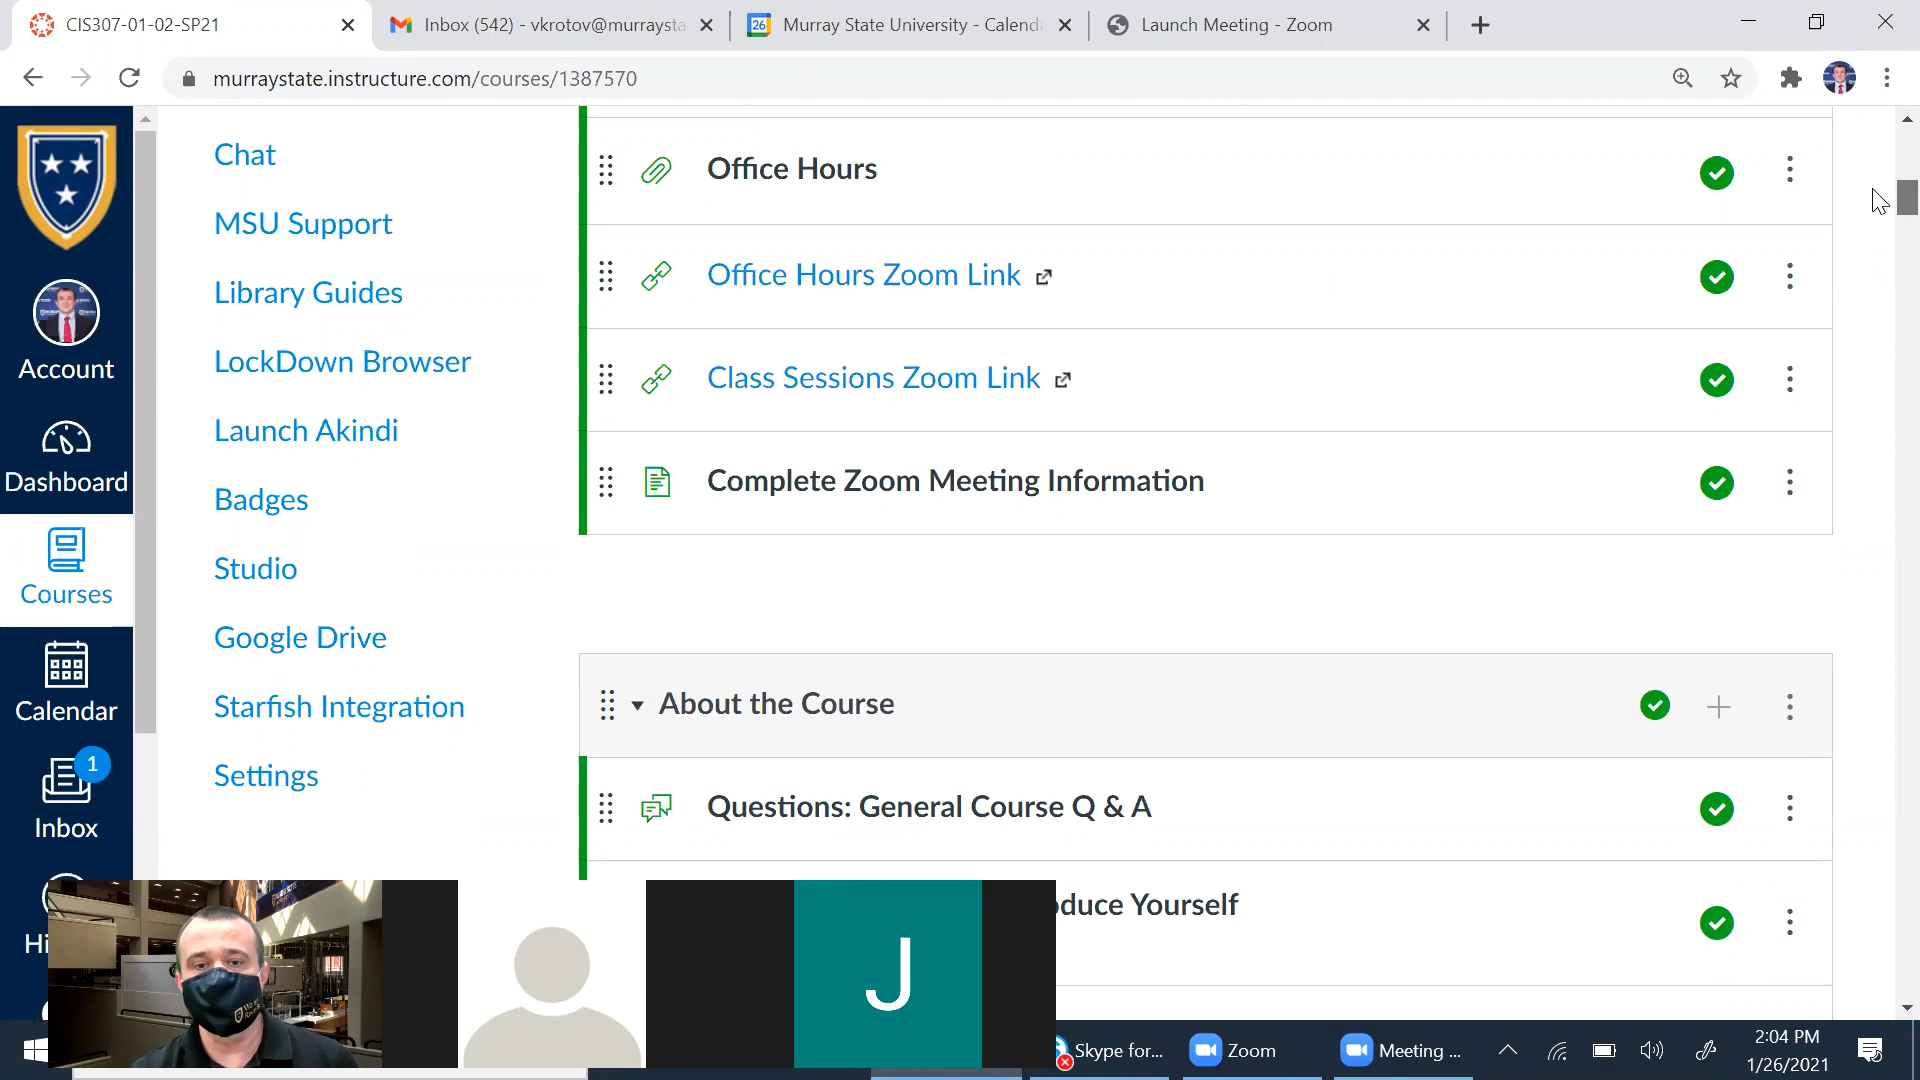 CIS307-01-02-SP21
Inbox (542) - vkrotov@murraysta
26
Murray State University - Calend
Launch Meeting - Zoom
murraystate.instructure.com/courses/1387570
Account
Dashboard
Courses
Calendar
1
Inbox
Hi
Chat
MSU Support
Library Guides
LockDown Browser
Launch Akindi
Badges
Studio
Google Drive
Starfish Integration
Settings
Office Hours
Office Hours Zoom Link
Class Sessions Zoom Link
Complete Zoom Meeting Information
About the Course
Questions: General Course Q & A
duce Yourself
J
Skype for...
Zoom
Meeting ...
2:04 PM
1/26/2021